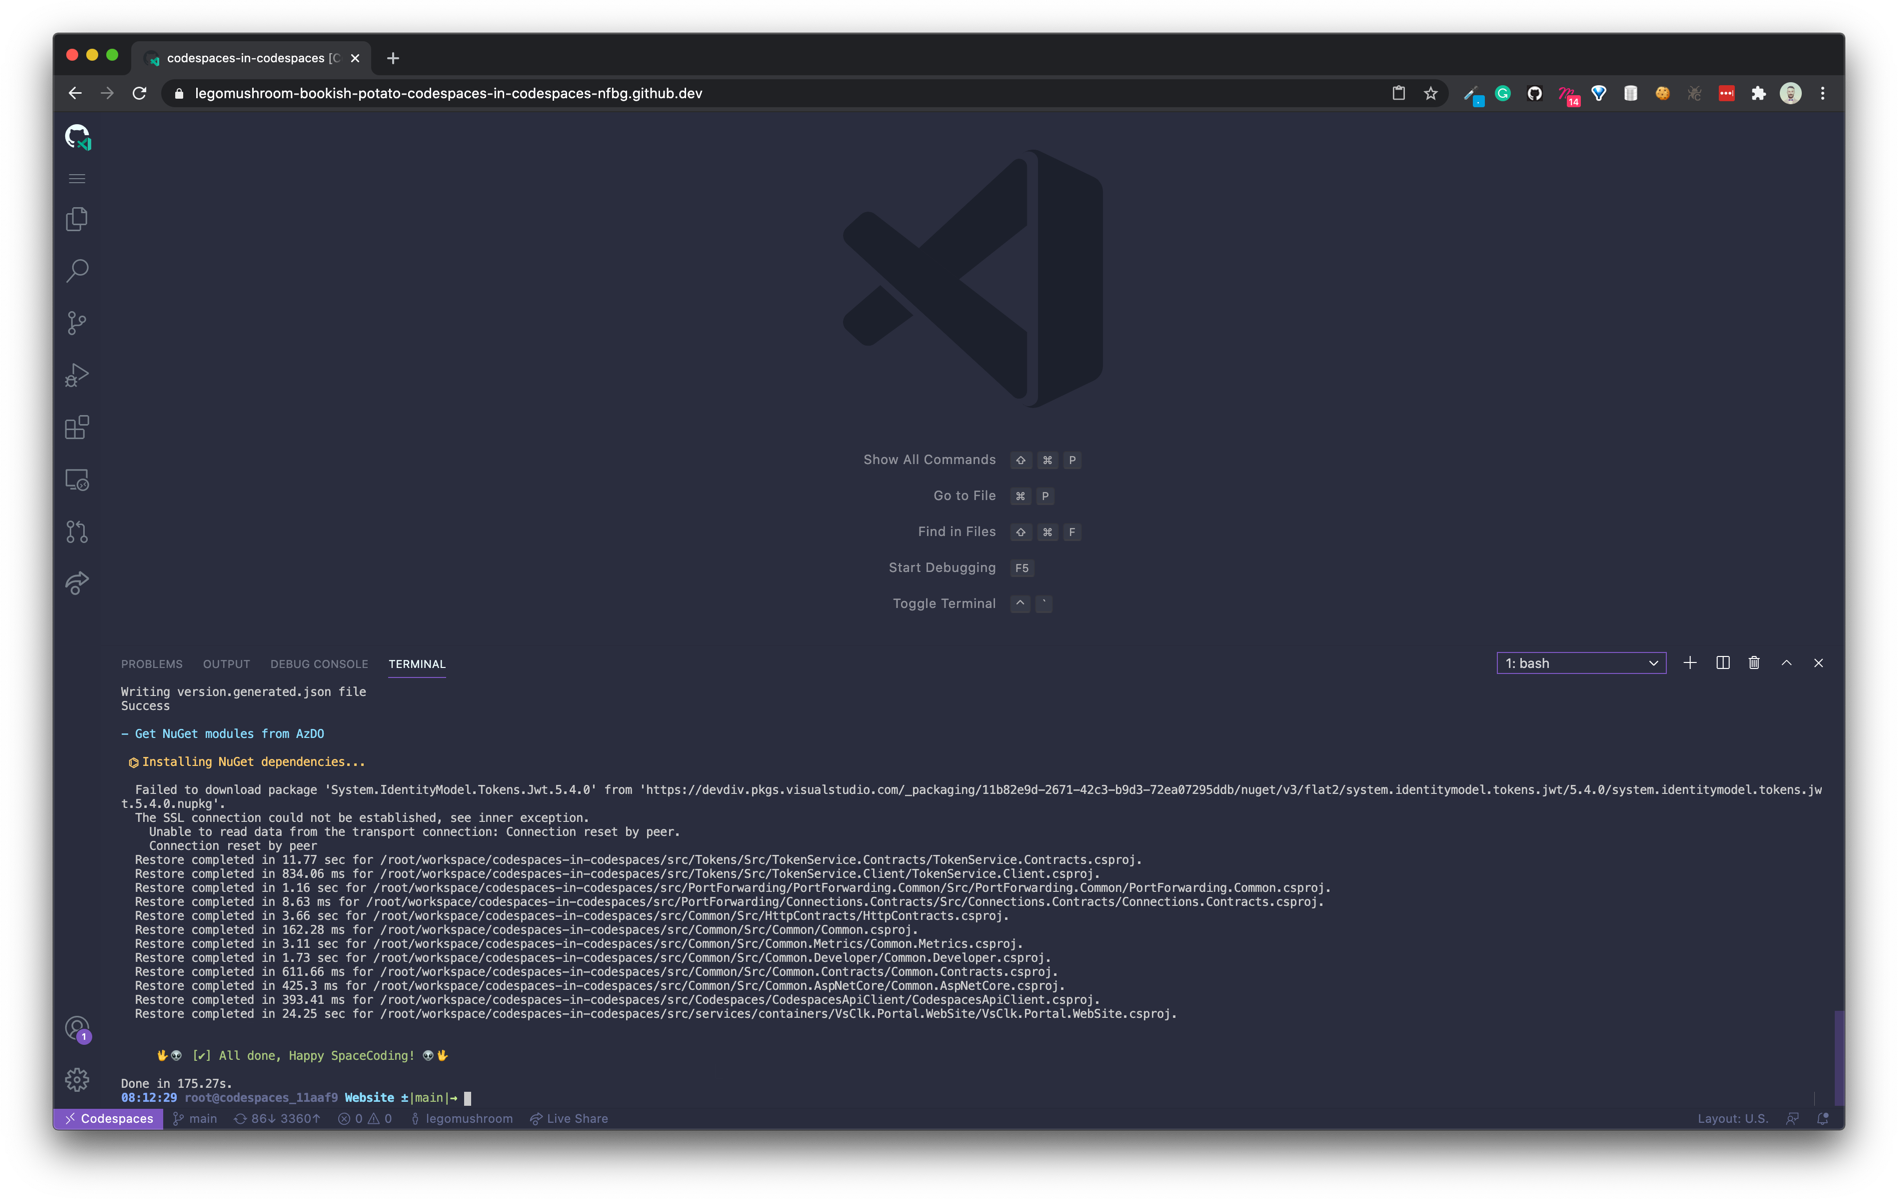 codespaces-in-codespaces [C
legomushroom-bookish-potato-codespaces-in-codespaces-nfbg.github.dev
14
Show All Commands ⇧ ⌘ P
Go to File ⌘ P
Find in Files ⇧ ⌘ F
Start Debugging F5
Toggle Terminal ^ `
PROBLEMS OUTPUT DEBUG CONSOLE TERMINAL 1: bash
Writing version.generated.json file
Success
- Get NuGet modules from AzDO
⌬ Installing NuGet dependencies...
Failed to download package 'System.IdentityModel.Tokens.Jwt.5.4.0' from 'https://devdiv.pkgs.visualstudio.com/_packaging/11b82e9d-2671-42c3-b9d3-72ea07295ddb/nuget/v3/flat2/system.identitymodel.tokens.jwt/5.4.0/system.identitymodel.tokens.jw
t.5.4.0.nupkg'.
The SSL connection could not be established, see inner exception.
Unable to read data from the transport connection: Connection reset by peer.
Connection reset by peer
Restore completed in 11.77 sec for /root/workspace/codespaces-in-codespaces/src/Tokens/Src/TokenService.Contracts/TokenService.Contracts.csproj.
Restore completed in 834.06 ms for /root/workspace/codespaces-in-codespaces/src/Tokens/Src/TokenService.Client/TokenService.Client.csproj.
Restore completed in 1.16 sec for /root/workspace/codespaces-in-codespaces/src/PortForwarding/PortForwarding.Common/Src/PortForwarding.Common/PortForwarding.Common.csproj.
Restore completed in 8.63 ms for /root/workspace/codespaces-in-codespaces/src/PortForwarding/Connections.Contracts/Src/Connections.Contracts/Connections.Contracts.csproj.
Restore completed in 3.66 sec for /root/workspace/codespaces-in-codespaces/src/Common/Src/HttpContracts/HttpContracts.csproj.
Restore completed in 162.28 ms for /root/workspace/codespaces-in-codespaces/src/Common/Src/Common/Common.csproj.
Restore completed in 3.11 sec for /root/workspace/codespaces-in-codespaces/src/Common/Src/Common.Metrics/Common.Metrics.csproj.
Restore completed in 1.73 sec for /root/workspace/codespaces-in-codespaces/src/Common/Src/Common.Developer/Common.Developer.csproj.
Restore completed in 611.66 ms for /root/workspace/codespaces-in-codespaces/src/Common/Src/Common.Contracts/Common.Contracts.csproj.
Restore completed in 425.3 ms for /root/workspace/codespaces-in-codespaces/src/Common/Src/Common.AspNetCore/Common.AspNetCore.csproj.
Restore completed in 393.41 ms for /root/workspace/codespaces-in-codespaces/src/Codespaces/CodespacesApiClient/CodespacesApiClient.csproj.
Restore completed in 24.25 sec for /root/workspace/codespaces-in-codespaces/src/services/containers/VsClk.Portal.WebSite/VsClk.Portal.WebSite.csproj.
🖖👽 [✔] All done, Happy SpaceCoding! 👽🖖
1
Done in 175.27s.
08:12:29 root@codespaces_11aaf9 Website ±|main|→
Codespaces main 86↓ 3360↑ 0 0 legomushroom Live Share Layout: U.S.